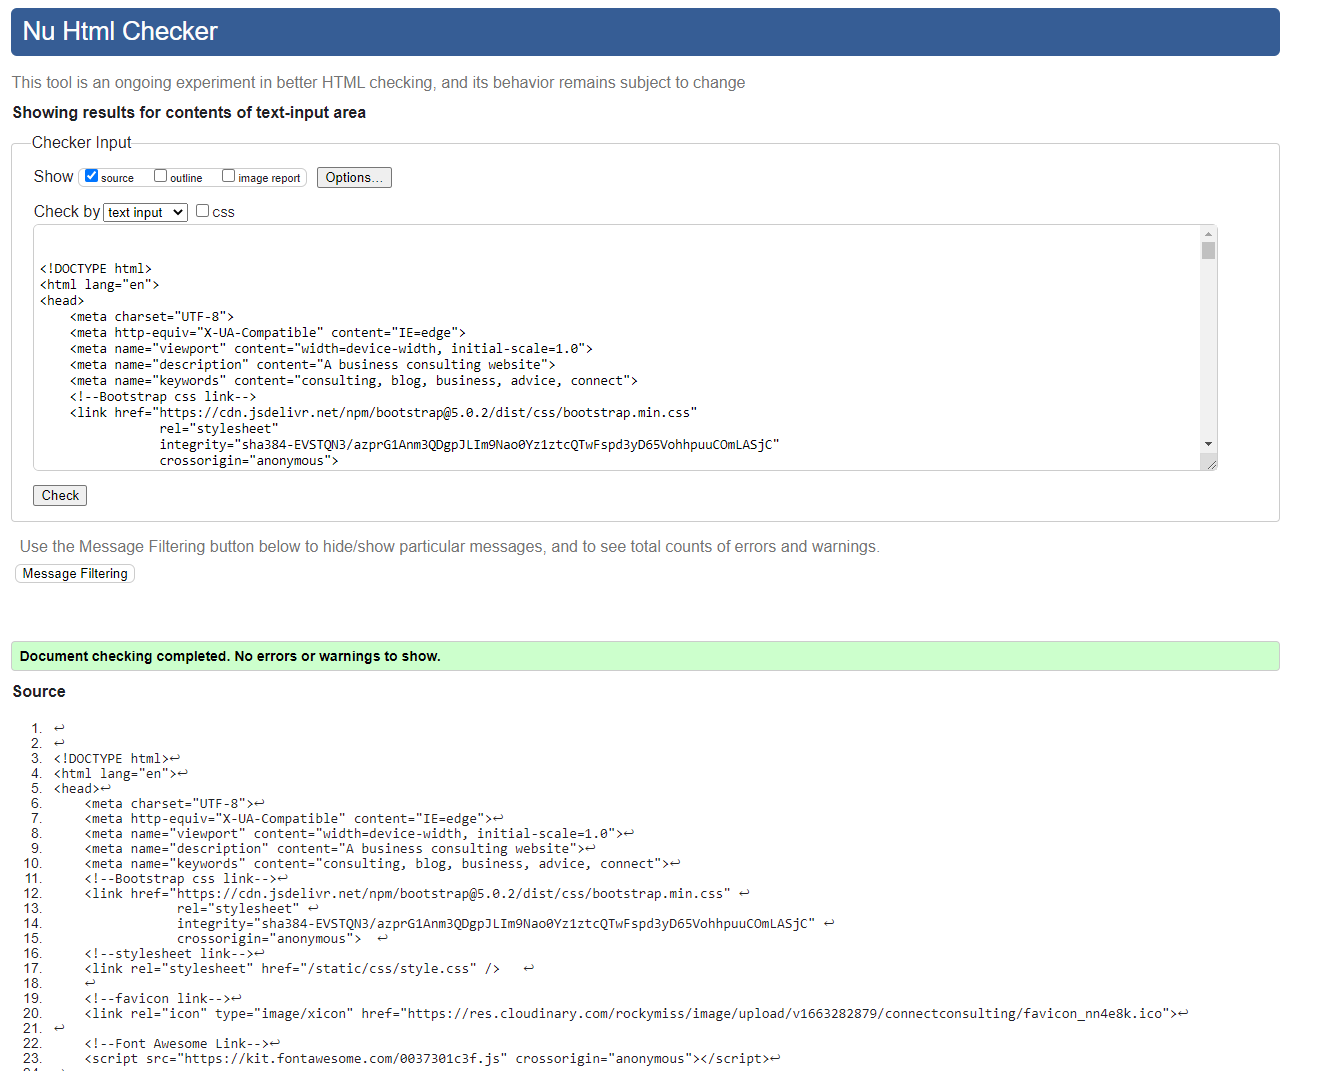 Nu Html Checker
This tool is an ongoing experiment in better HTML checking, and its behavior remains subject to change
Showing results for contents of text-input area
Checker Input
Show source outline image report Options...
Check by text input css
<!DOCTYPE html>
<html lang="en">
<head>
<meta charset="UTF-8">
<meta http-equiv="X-UA-Compatible" content="IE=edge">
<meta name="viewport" content="width=device-width, initial-scale=1.0">
<meta name="description" content="A business consulting website">
<meta name="keywords" content="consulting, blog, business, advice, connect">
<!--Bootstrap css link-->
<link href="https://cdn.jsdelivr.net/npm/bootstrap@5.0.2/dist/css/bootstrap.min.css"
rel="stylesheet"
integrity="sha384-EVSTQN3/azprG1Anm3QDgpJLIm9Nao0Yz1ztcQTwFspd3yD65VohhpuuCOmLASjC"
crossorigin="anonymous">
Check
Use the Message Filtering button below to hide/show particular messages, and to see total counts of errors and warnings.
Message Filtering
Document checking completed. No errors or warnings to show.
Source
1. ↩
2. ↩
3. <!DOCTYPE html>↩
4. <html lang="en">↩
5. <head>↩
6. <meta charset="UTF-8">↩
7. <meta http-equiv="X-UA-Compatible" content="IE=edge">↩
8. <meta name="viewport" content="width=device-width, initial-scale=1.0">↩
9. <meta name="description" content="A business consulting website">↩
10. <meta name="keywords" content="consulting, blog, business, advice, connect">↩
11. <!--Bootstrap css link-->↩
12. <link href="https://cdn.jsdelivr.net/npm/bootstrap@5.0.2/dist/css/bootstrap.min.css" ↩
13. rel="stylesheet" ↩
14. integrity="sha384-EVSTQN3/azprG1Anm3QDgpJLIm9Nao0Yz1ztcQTwFspd3yD65VohhpuuCOmLASjC" ↩
15. crossorigin="anonymous"> ↩
16. <!--stylesheet link-->↩
17. <link rel="stylesheet" href="/static/css/style.css" /> ↩
18. ↩
19. <!--favicon link-->↩
20. <link rel="icon" type="image/xicon" href="https://res.cloudinary.com/rockymiss/image/upload/v1663282879/connectconsulting/favicon_nn4e8k.ico">↩
21. ↩
22. <!--Font Awesome Link-->↩
23. <script src="https://kit.fontawesome.com/0037301c3f.js" crossorigin="anonymous"></script>↩